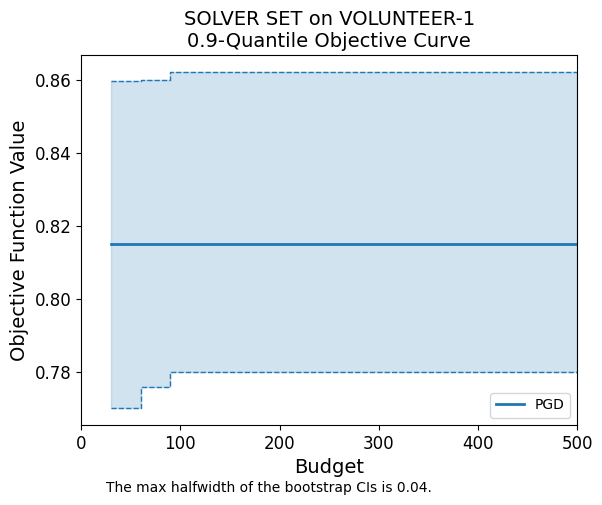 SOLVER SET on VOLUNTEER-1
0.9-Quantile Objective Curve
Objective Function Value
0.86
0.84
0.82
0.80
0.78
0 100 200 300 400 500
PGD
Budget
The max halfwidth of the bootstrap CIs is 0.04.